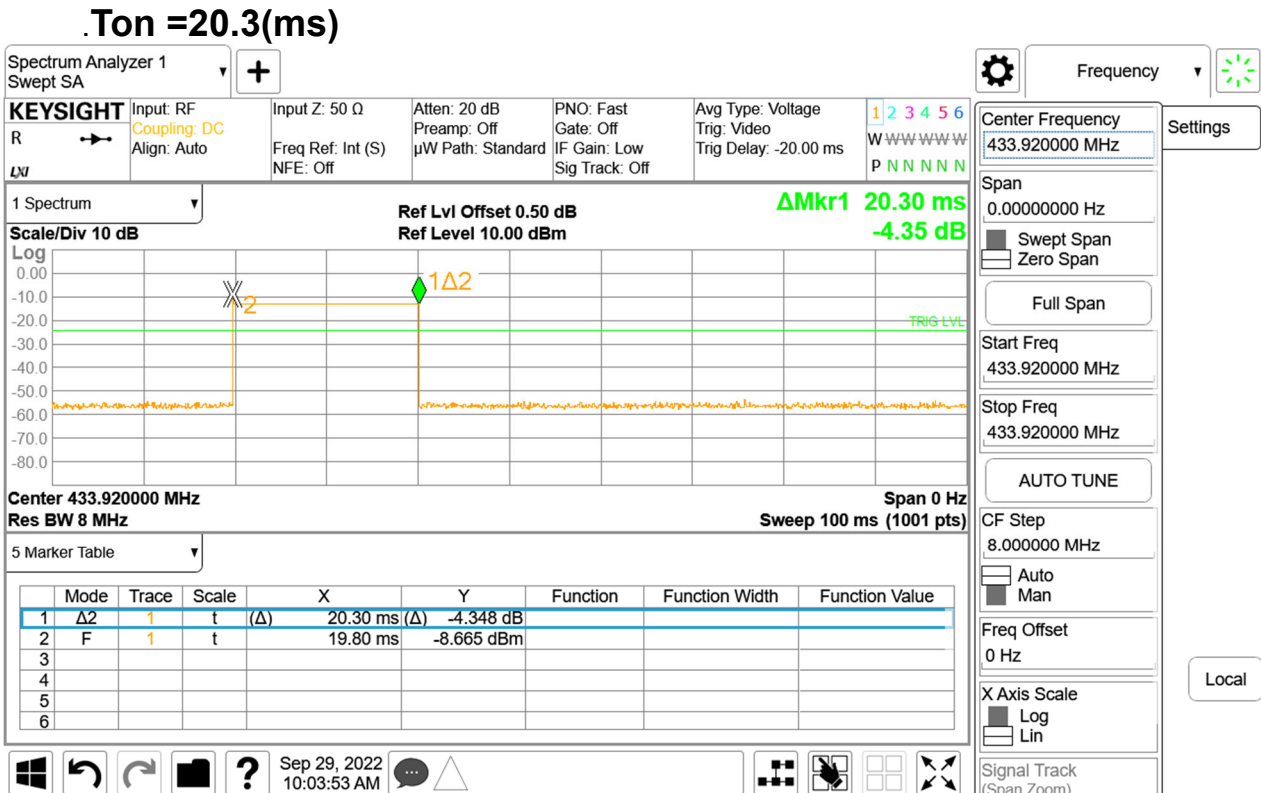 .Ton =20.3(ms)
Spectrum Analyzer 1
Swept SA
Frequency
KEYSIGHT
R
LXI
Input: RF
Coupling: DC
Align: Auto
Input Z: 50 Ω
Freq Ref: Int (S)
NFE: Off
Atten: 20 dB
Preamp: Off
µW Path: Standard
PNO: Fast
Gate: Off
IF Gain: Low
Sig Track: Off
Avg Type: Voltage
Trig: Video
Trig Delay: -20.00 ms
1 2 3 4 5 6
W W W W W W
P N N N N N
Center Frequency
433.920000 MHz
Settings
Span
0.00000000 Hz
Swept Span
Zero Span
Full Span
Start Freq
433.920000 MHz
Stop Freq
433.920000 MHz
AUTO TUNE
CF Step
8.000000 MHz
Auto
Man
Freq Offset
0 Hz
X Axis Scale
Log
Lin
Signal Track
(Span Zoom)
Local
1 Spectrum
Scale/Div 10 dB
Ref Lvl Offset 0.50 dB
Ref Level 10.00 dBm
ΔMkr1 20.30 ms
-4.35 dB
Log
0.00
-10.0
-20.0
-30.0
-40.0
-50.0
-60.0
-70.0
-80.0
X
2
1Δ2
TRIG LVL
Center 433.920000 MHz
Span 0 Hz
Res BW 8 MHz
Sweep 100 ms (1001 pts)
5 Marker Table
Mode Trace Scale X Y Function Function Width Function Value
1 Δ2 1 t (Δ) 20.30 ms (Δ) -4.348 dB
2 F 1 t 19.80 ms -8.665 dBm
3
4
5
6
?
Sep 29, 2022
10:03:53 AM